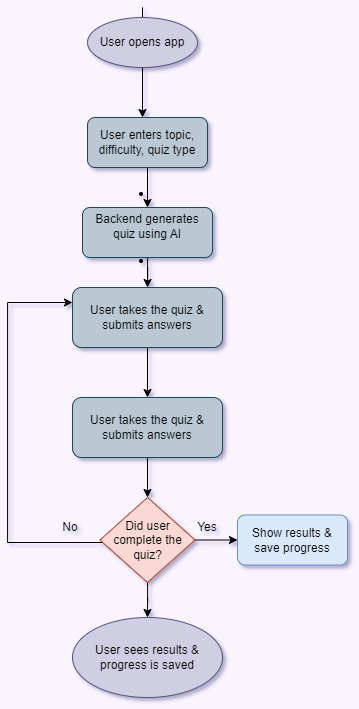 User opens app
User enters topic,
difficulty, quiz type
Backend generates
quiz using AI
User takes the quiz &
submits answers
User takes the quiz &
submits answers
No
Did user
complete the
quiz?
Yes
Show results &
save progress
User sees results &
progress is saved